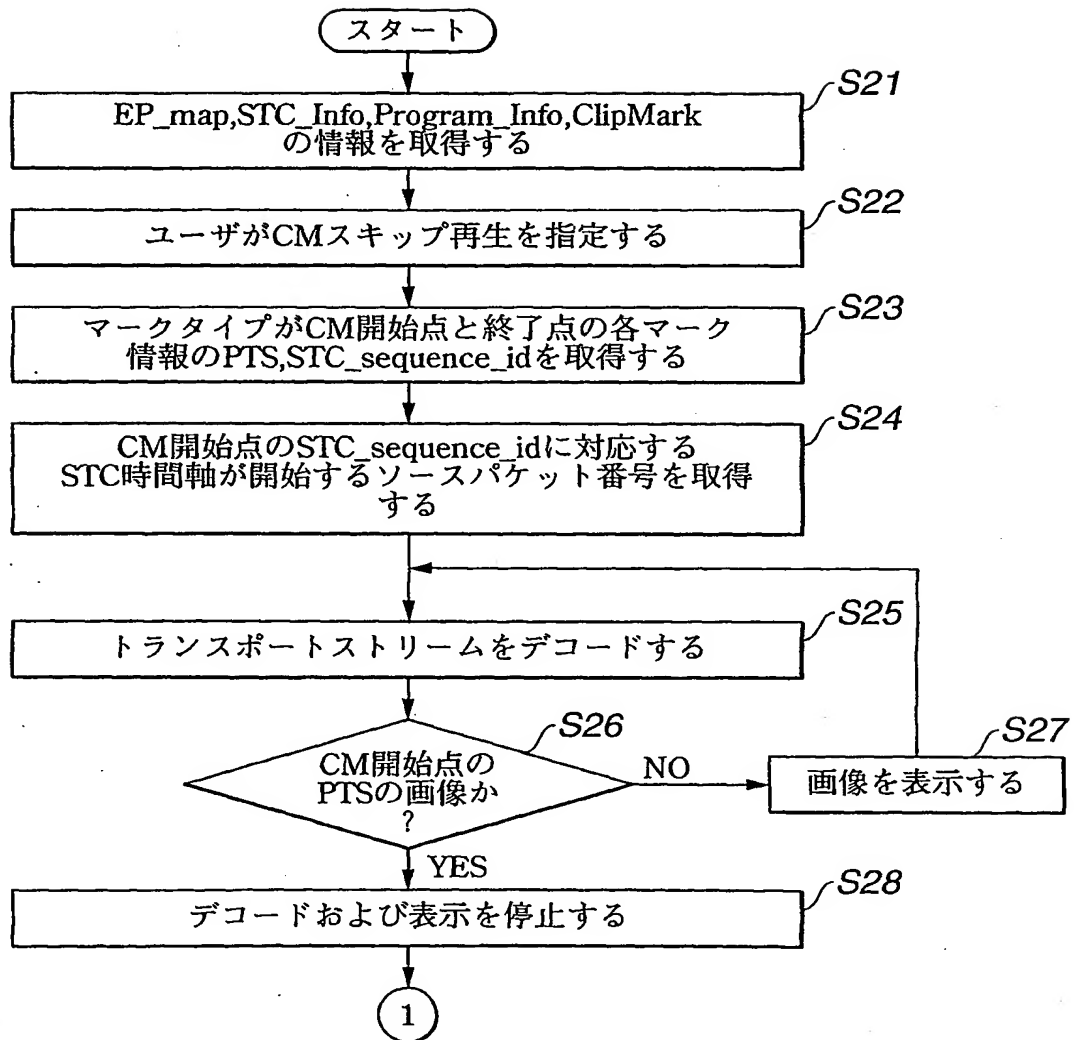 スタート
S21
EP_map,STC_Info,Program_Info,ClipMark
の情報を取得する
S22
ユーザがCMスキップ再生を指定する
S23
マークタイプがCM開始点と終了点の各マーク
情報のPTS,STC_sequence_idを取得する
S24
CM開始点のSTC_sequence_idに対応する
STC時間軸が開始するソースパケット番号を取得
する
S25
トランスポートストリームをデコードする
S26
CM開始点の
PTSの画像か
?
NO
S27
画像を表示する
YES
S28
デコードおよび表示を停止する
1